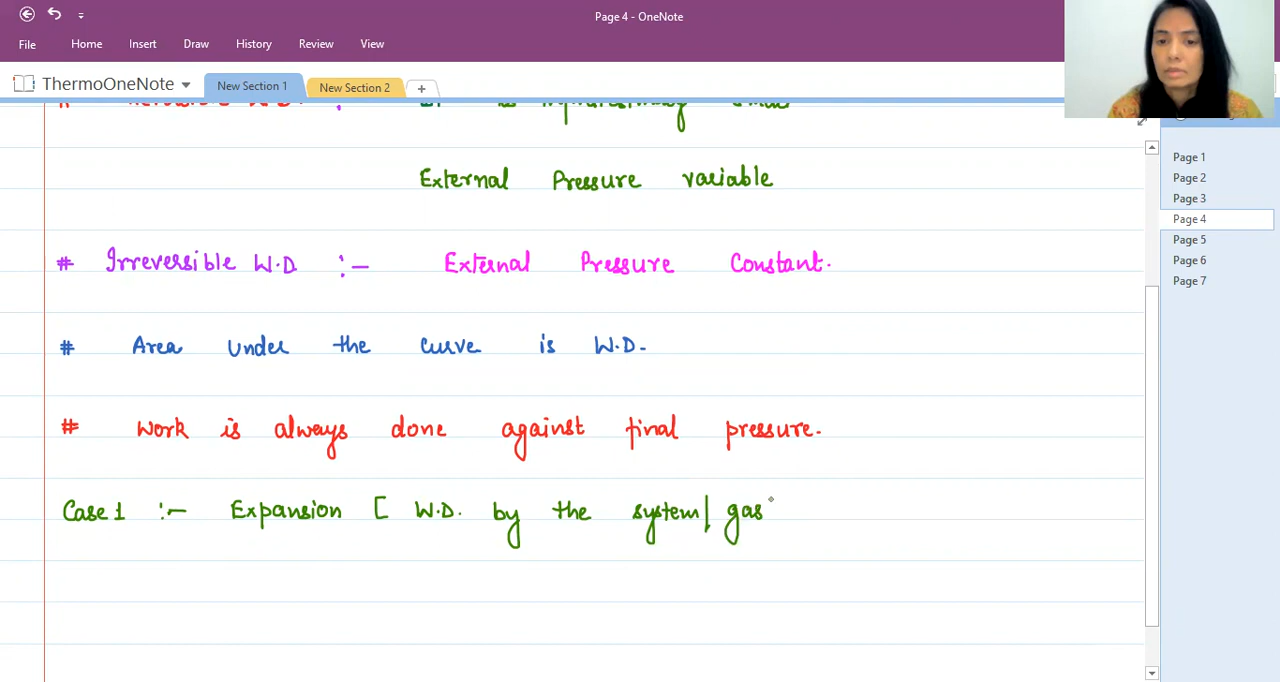 Page 4 - OneNote
File Home Insert Draw History Review View
ThermoOneNote New Section 1 New Section 2 +
External Pressure variable
# Irreversible W.D :- External Pressure Constant.
# Area under the curve is W.D.
# Work is always done against final pressure.
Case 1 :- Expansion [ W.D. by the system/ gas
Page 1
Page 2
Page 3
Page 4
Page 5
Page 6
Page 7